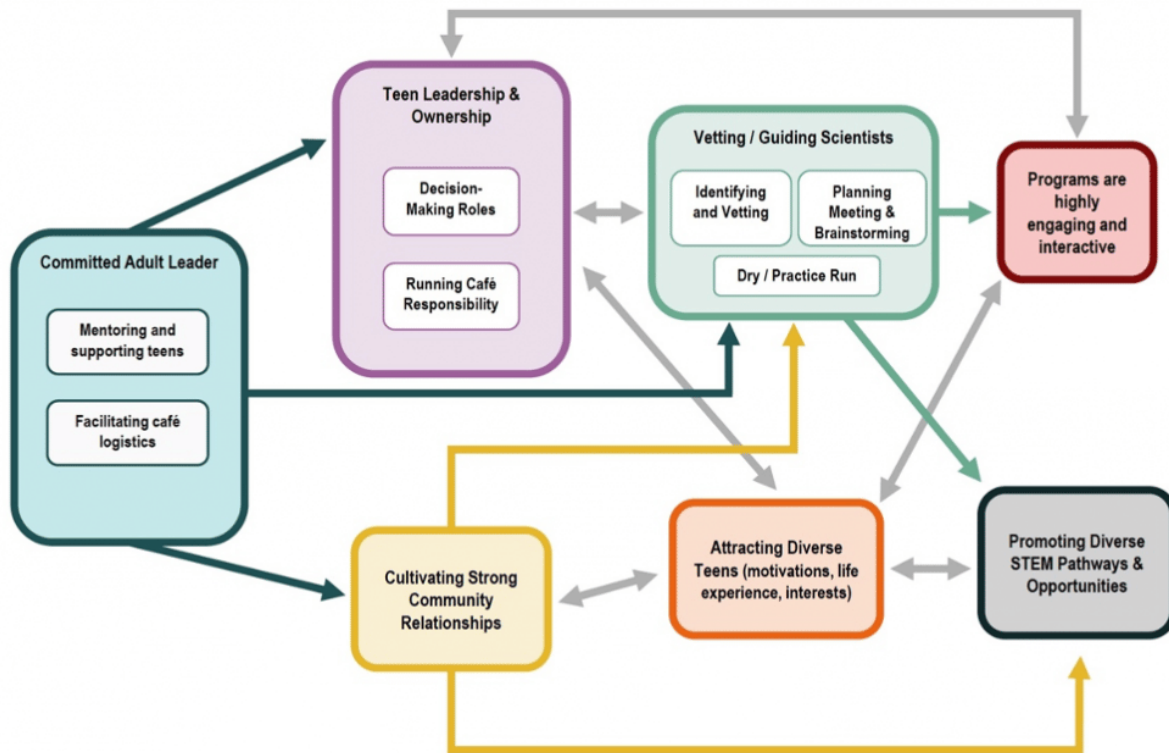 Teen Leadership &
Ownership
Decision-
Making Roles
Running Café
Responsibility
Vetting / Guiding Scientists
Identifying
and Vetting
Planning
Meeting &
Brainstorming
Dry / Practice Run
Programs are
highly
engaging and
interactive
Committed Adult Leader
Mentoring and
supporting teens
Facilitating café
logistics
Cultivating Strong
Community
Relationships
Attracting Diverse
Teens (motivations, life
experience, interests)
Promoting Diverse
STEM Pathways &
Opportunities